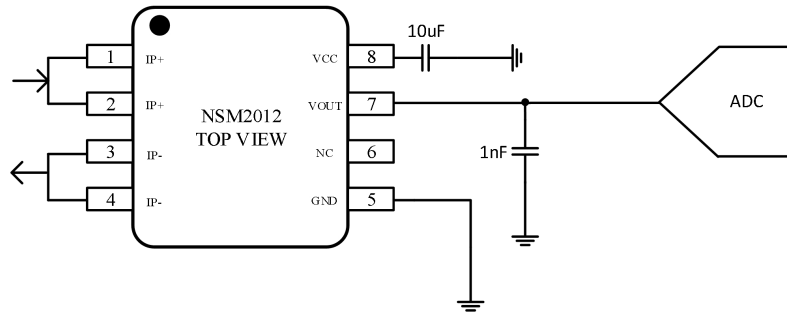 10uF
1 IP+ VCC 8
2 IP+ VOUT 7
NSM2012
TOP VIEW
ADC
3 IP- NC 6
1nF
4 IP- GND 5